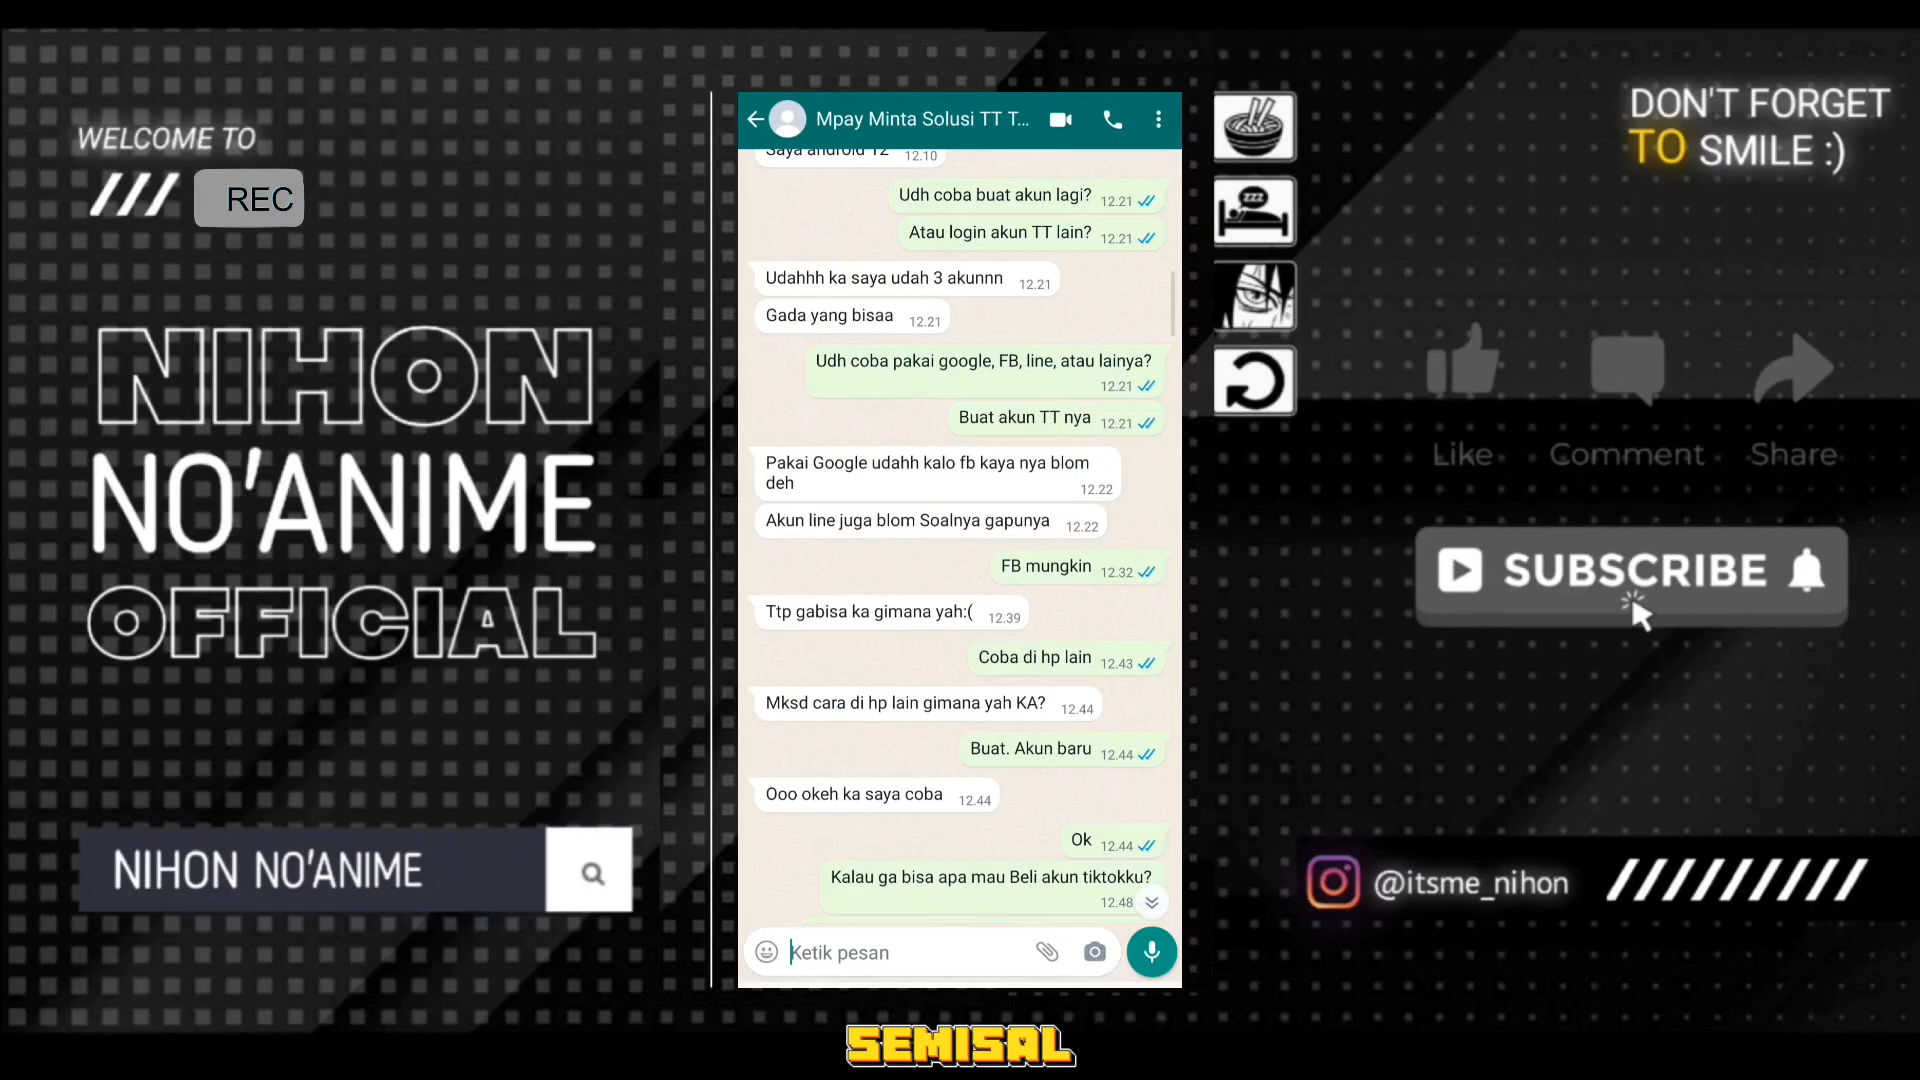 WELCOME TO
REC
NIHON
NO'ANIME
OFFICIAL
NIHON NO'ANIME
Mpay Minta Solusi TT T...
Saya android 12 12.10
Udh coba buat akun lagi? 12.21
Atau login akun TT lain? 12.21
Udahhh ka saya udah 3 akunnn 12.21
Gada yang bisaa 12.21
Udh coba pakai google, FB, line, atau lainya?
12.21
Buat akun TT nya 12.21
Pakai Google udahh kalo fb kaya nya blom
deh 12.22
Akun line juga blom Soalnya gapunya 12.22
FB mungkin 12.32
Ttp gabisa ka gimana yah:( 12.39
Coba di hp lain 12.43
Mksd cara di hp lain gimana yah KA? 12.44
Buat. Akun baru 12.44
Ooo okeh ka saya coba 12.44
Ok 12.44
Kalau ga bisa apa mau Beli akun tiktokku?
12.48
Ketik pesan
zzz
DON'T FORGET
TO SMILE :)
Like Comment Share
SUBSCRIBE
@itsme_nihon
SEMISAL